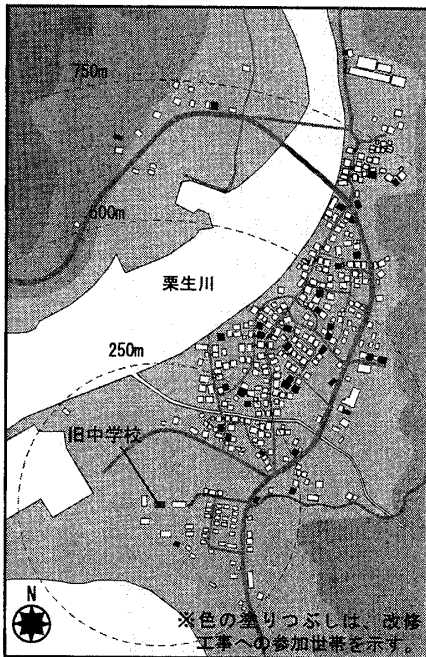 750m
500m
栗生川
250m
旧中学校
N
※色の塗りつぶしは、改修
工事への参加世帯を示す。